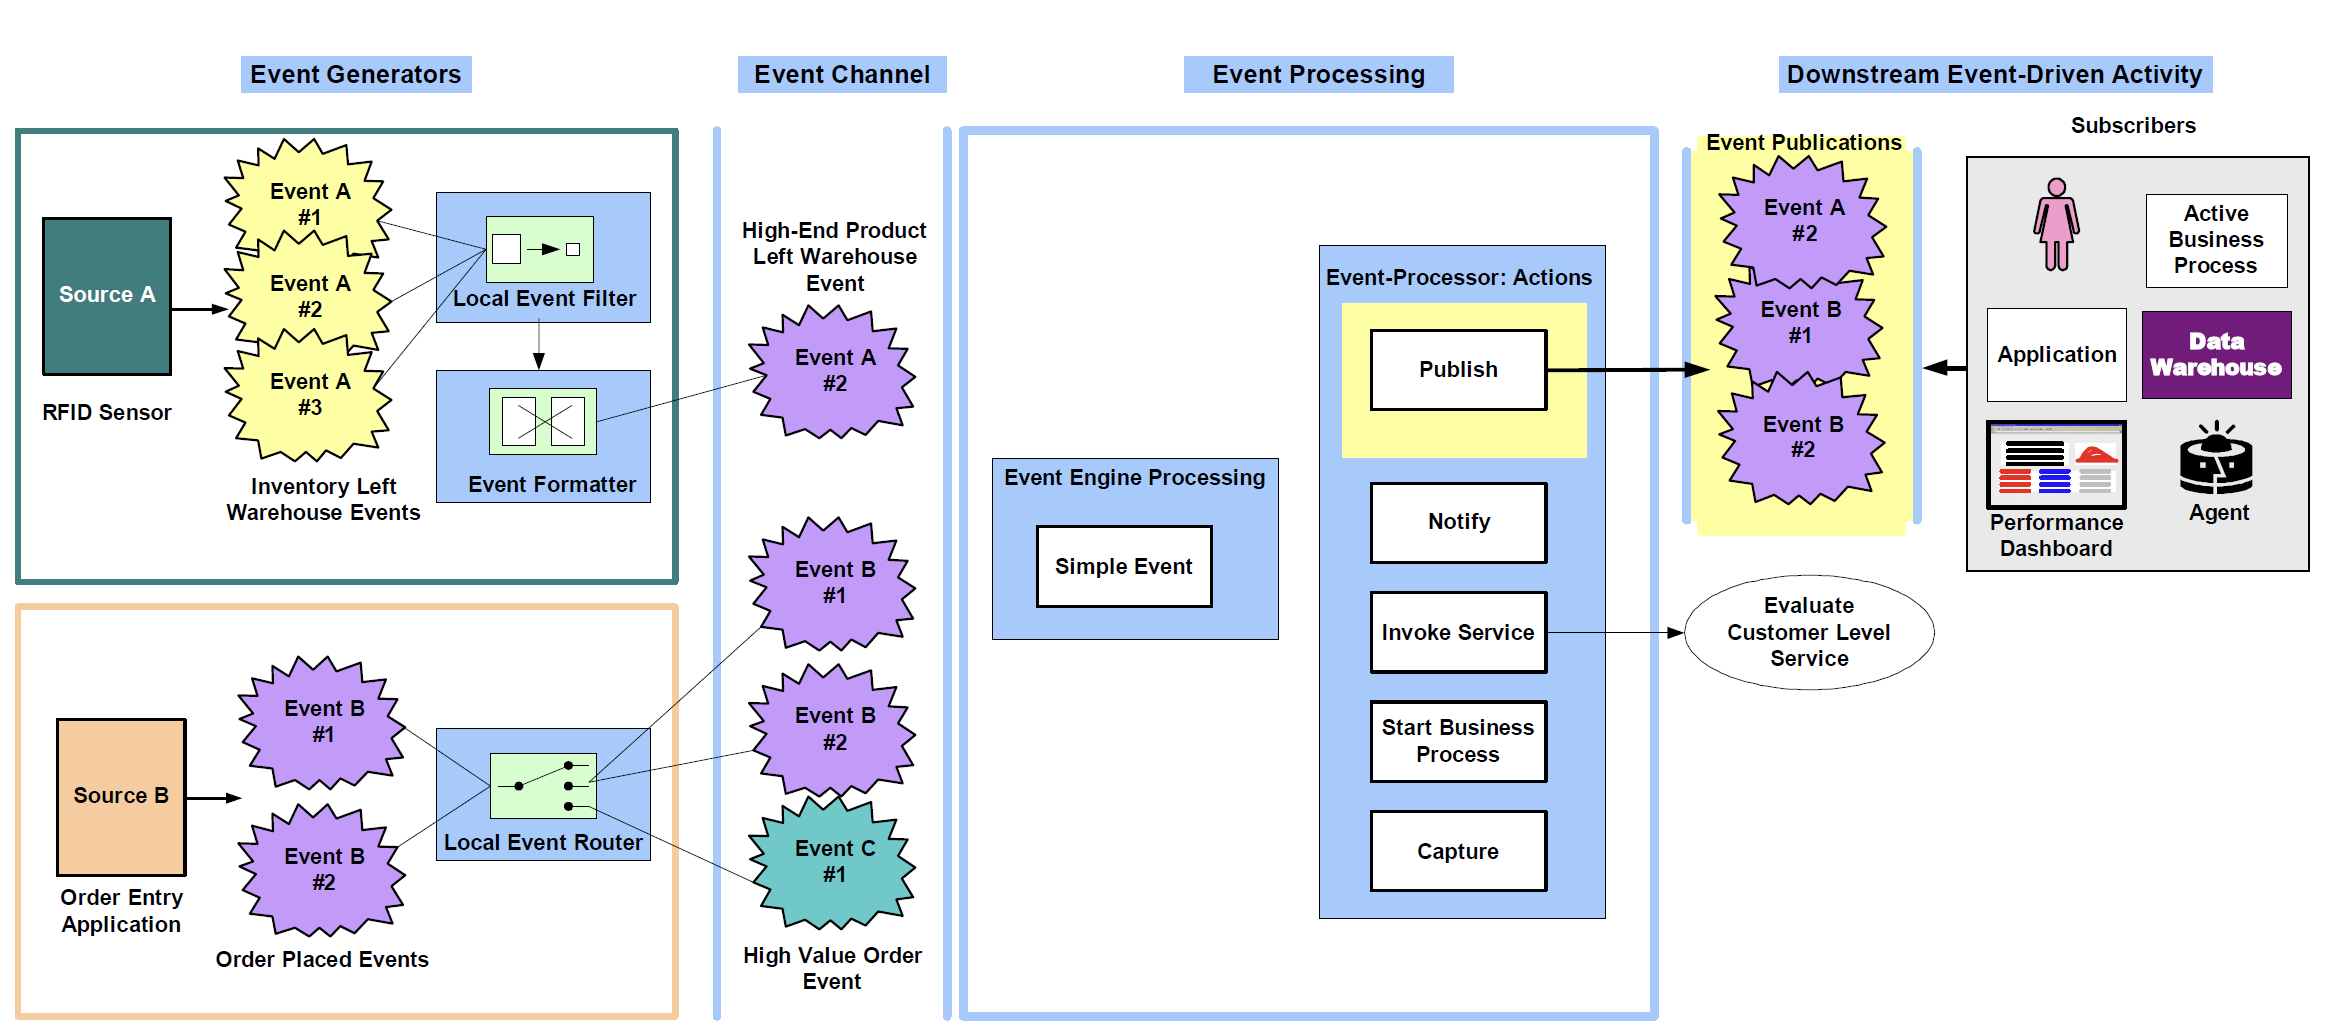 Event Generators
Event Channel
Event Processing
Downstream Event-Driven Activity
Source A
RFID Sensor
Event A
#1
Event A
#2
Event A
#3
Inventory Left
Warehouse Events
Local Event Filter
Event Formatter
Source B
Order Entry
Application
Event B
#1
Event B
#2
Order Placed Events
Local Event Router
High-End Product
Left Warehouse
Event
Event A
#2
Event B
#1
Event B
#2
Event C
#1
High Value Order
Event
Event Engine Processing
Simple Event
Event-Processor: Actions
Publish
Notify
Invoke Service
Start Business
Process
Capture
Event Publications
Event A
#2
Event B
#1
Event B
#2
Evaluate
Customer Level
Service
Subscribers
Active
Business
Process
Application
Data
Warehouse
Performance
Dashboard
Agent